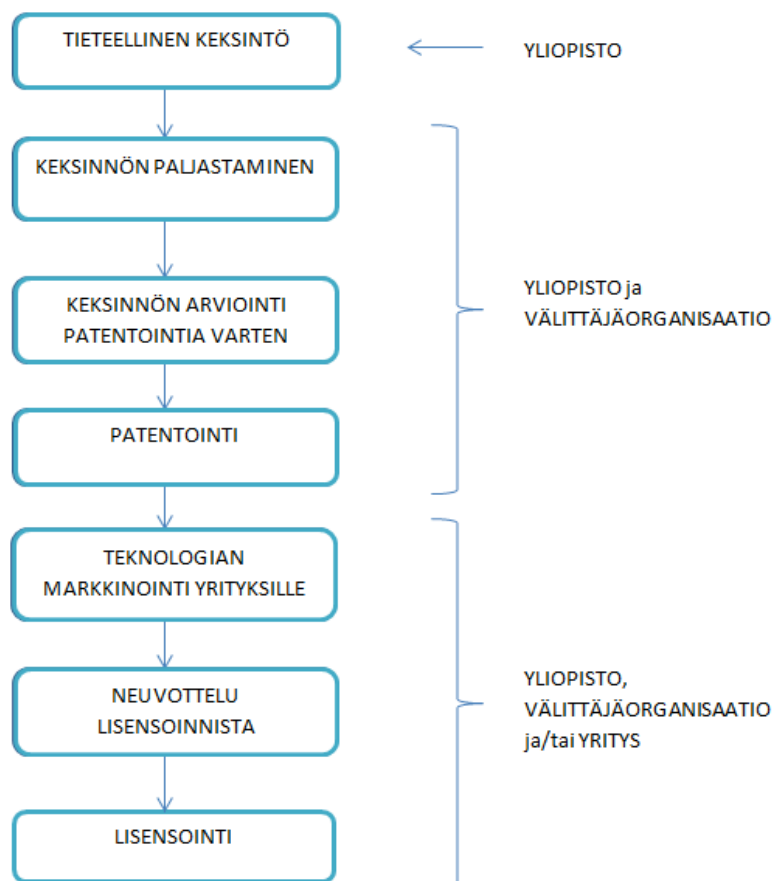 TIETEELLINEN KEKSINTÖ
YLIOPISTO
KEKSINNÖN PALJASTAMINEN
KEKSINNÖN ARVIOINTI
PATENTOINTIA VARTEN
PATENTOINTI
YLIOPISTO ja
VÄLITTÄJÄORGANISAATIO
TEKNOLOGIAN
MARKKINOINTI YRITYKSILLE
NEUVOTTELU
LISENSOINNISTA
LISENSOINTI
YLIOPISTO,
VÄLITTÄJÄORGANISAATIO
ja/tai YRITYS